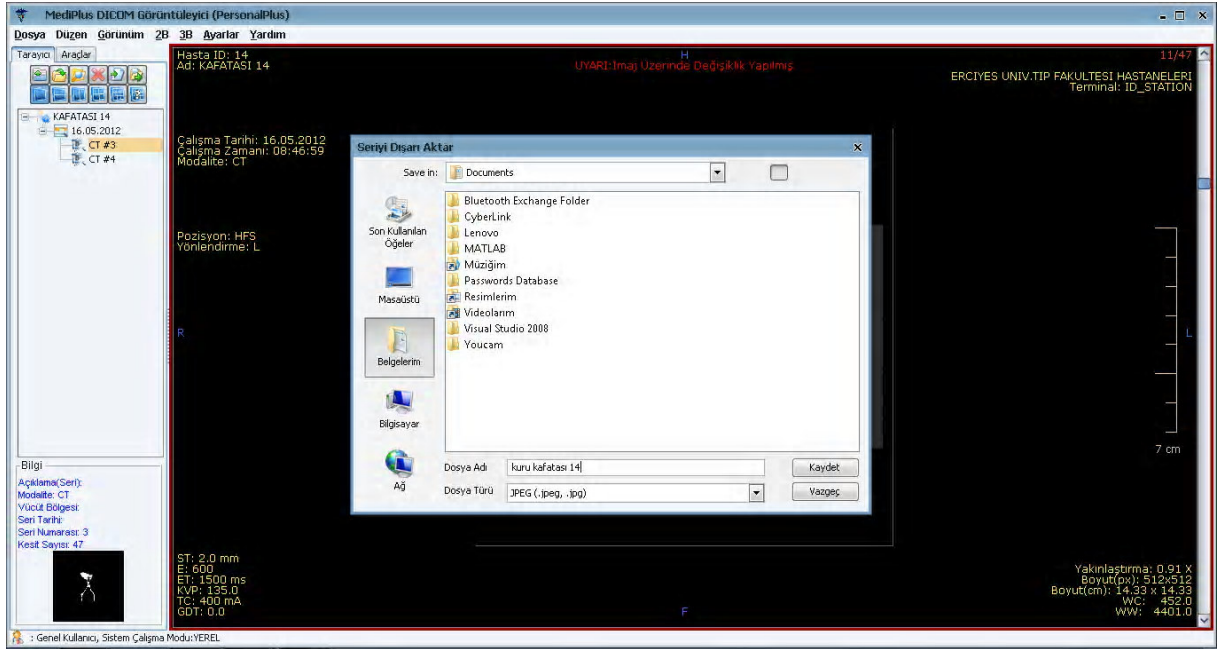 MediPlus DICOM Görüntüleyici (PersonalPlus)
Dosya Düzen Görünüm 2B 3B Ayarlar Yardım
Tarayıcı Araçlar
KAFATASI 14
16.05.2012
CT #3
CT #4
Bilgi
Açıklama(Seri):
Modalite: CT
Vücüt Bölgesi:
Seri Tarihi:
Seri Numarası: 3
Kesit Sayısı: 47
Hasta ID: 14
Ad: KAFATASI 14
H
UYARI:İmaj Üzerinde Değişiklik Yapılmış
11/47
ERCIYES UNIV.TIP FAKULTESI HASTANELERI
Terminal: ID_STATION
Çalışma Tarihi: 16.05.2012
Çalışma Zamanı: 08:46:59
Modalite: CT
Pozisyon: HFS
Yönlendirme: L
R
L
7 cm
Seriyi Dışarı Aktar
x
Save in: Documents
Son Kullanılan
Öğeler
Masaüstü
Belgelerim
Bilgisayar
Ağ
Bluetooth Exchange Folder
CyberLink
Lenovo
MATLAB
Müziğim
Passwords Database
Resimlerim
Videolarım
Visual Studio 2008
Youcam
Dosya Adı kuru kafatası 14
Kaydet
Dosya Türü JPEG (.jpeg, .jpg)
Vazgeç
ST: 2.0 mm
E: 600
ET: 1500 ms
KVP: 135.0
TC: 400 mA
GDT: 0.0
F
Yakınlaştırma: 0.91 X
Boyut(px): 512x512
Boyut(cm): 14.33 x 14.33
WC: 452.0
WW: 4401.0
: Genel Kullanıcı, Sistem Çalışma Modu:YEREL